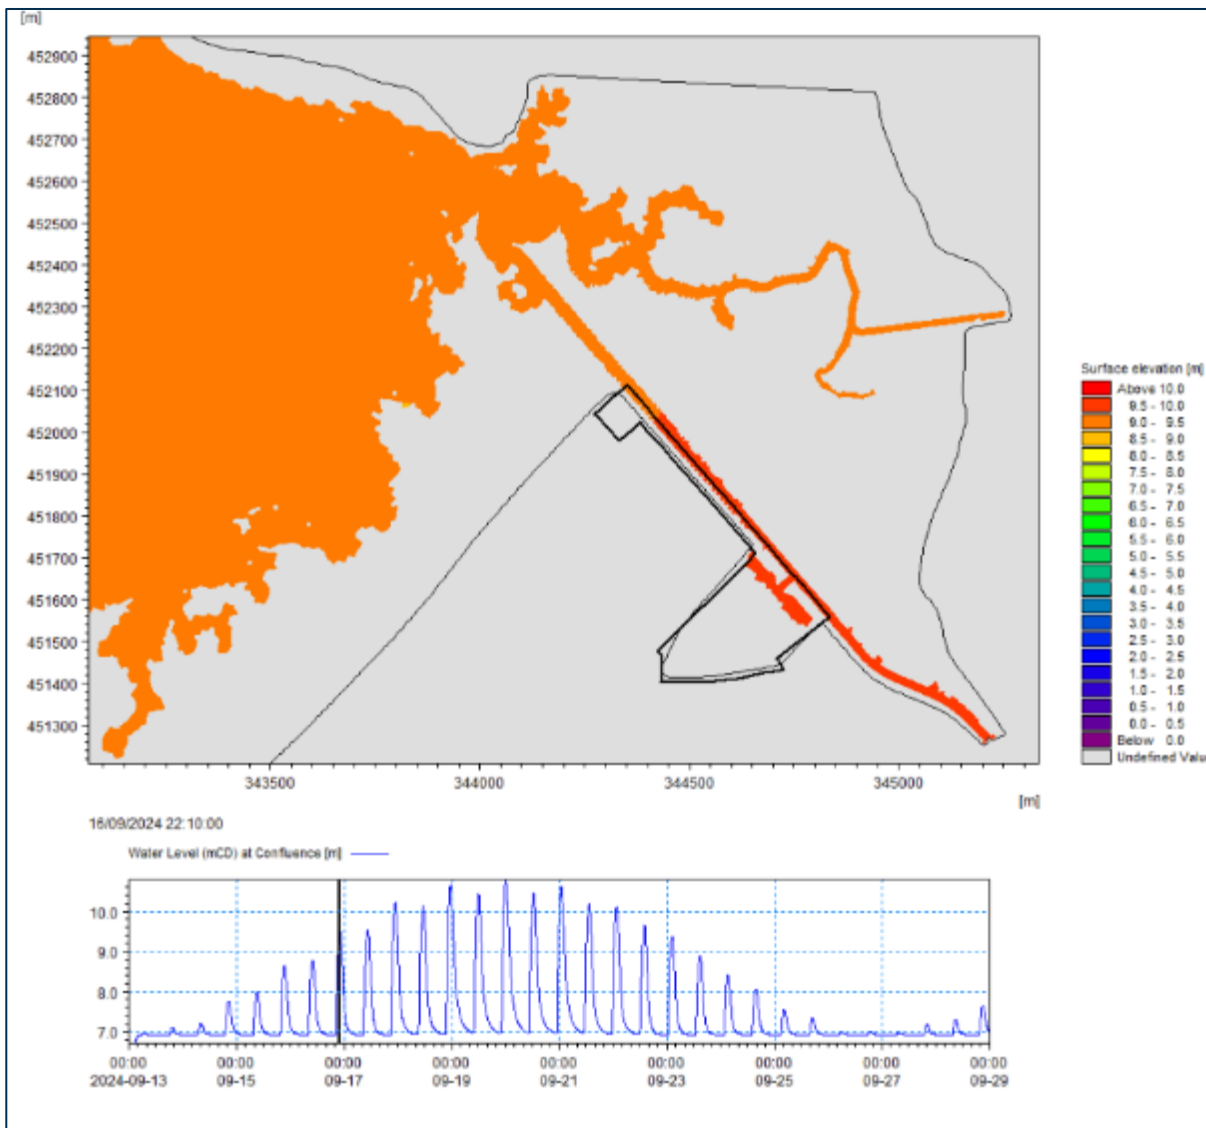 [m]
452900
452800
452700
452600
452500
452400
452300
452200
452100
452000
451900
451800
451700
451600
451500
451400
451300
343500 344000 344500 345000
[m]
Surface elevation [m]
Above 10.0
9.5 - 10.0
9.0 - 9.5
8.5 - 9.0
8.0 - 8.5
7.5 - 8.0
7.0 - 7.5
6.5 - 7.0
6.0 - 6.5
5.5 - 6.0
5.0 - 5.5
4.5 - 5.0
4.0 - 4.5
3.5 - 4.0
3.0 - 3.5
2.5 - 3.0
2.0 - 2.5
1.5 - 2.0
1.0 - 1.5
0.5 - 1.0
0.0 - 0.5
Below 0.0
Undefined Valu
16/09/2024 22:10:00
Water Level (mCD) at Confluence [m]
10.0
9.0
8.0
7.0
00:00 00:00 00:00 00:00 00:00 00:00 00:00 00:00 00:00
2024-09-13 09-15 09-17 09-19 09-21 09-23 09-25 09-27 09-29